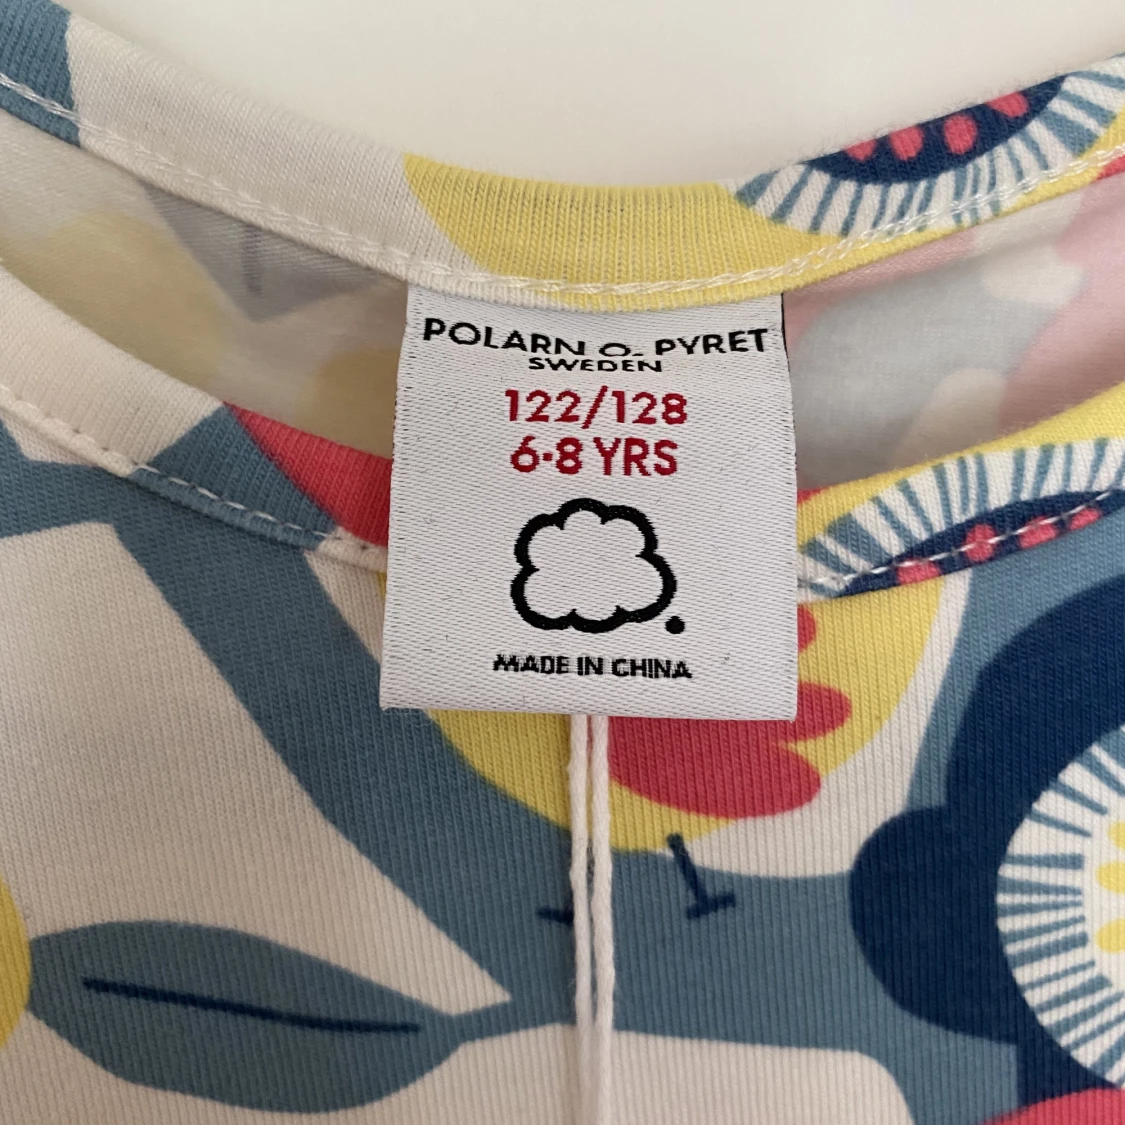 POLARN O. PYRET
SWEDEN
122/128
6-8 YRS
MADE IN CHINA